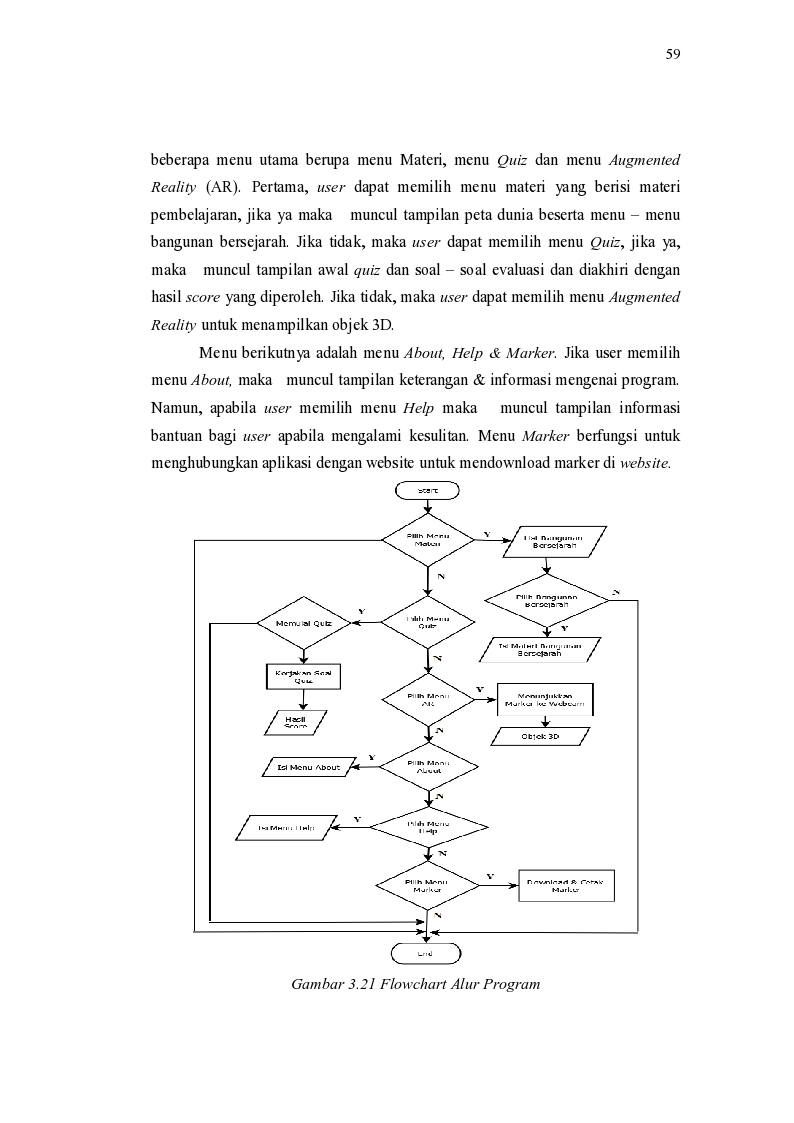 59
beberapa menu utama berupa menu Materi, menu Quiz dan menu Augmented
Reality (AR). Pertama, user dapat memilih menu materi yang berisi materi
pembelajaran, jika ya maka muncul tampilan peta dunia beserta menu – menu
bangunan bersejarah. Jika tidak, maka user dapat memilih menu Quiz, jika ya,
maka muncul tampilan awal quiz dan soal – soal evaluasi dan diakhiri dengan
hasil score yang diperoleh. Jika tidak, maka user dapat memilih menu Augmented
Reality untuk menampilkan objek 3D.
Menu berikutnya adalah menu About, Help & Marker. Jika user memilih
menu About, maka muncul tampilan keterangan & informasi mengenai program.
Namun, apabila user memilih menu Help maka muncul tampilan informasi
bantuan bagi user apabila mengalami kesulitan. Menu Marker berfungsi untuk
menghubungkan aplikasi dengan website untuk mendownload marker di website.
Start
Pilih Menu
Materi
Y
List Bangunan
Bersejarah
N
Pilih Bangunan
Bersejarah
N
Y
Isi Materi Bangunan
Bersejarah
Pilih Menu
Quiz
Y
Memulai Quiz
Kerjakan Soal
Quiz
Hasil
Score
N
Pilih Menu
AR
Y
Menunjukkan
Marker ke Webcam
Objek 3D
N
Pilih Menu
About
Y
Isi Menu About
N
Pilih Menu
Help
Y
Isi Menu Help
N
Pilih Menu
Marker
Y
Download & Cetak
Marker
N
End
Gambar 3.21 Flowchart Alur Program